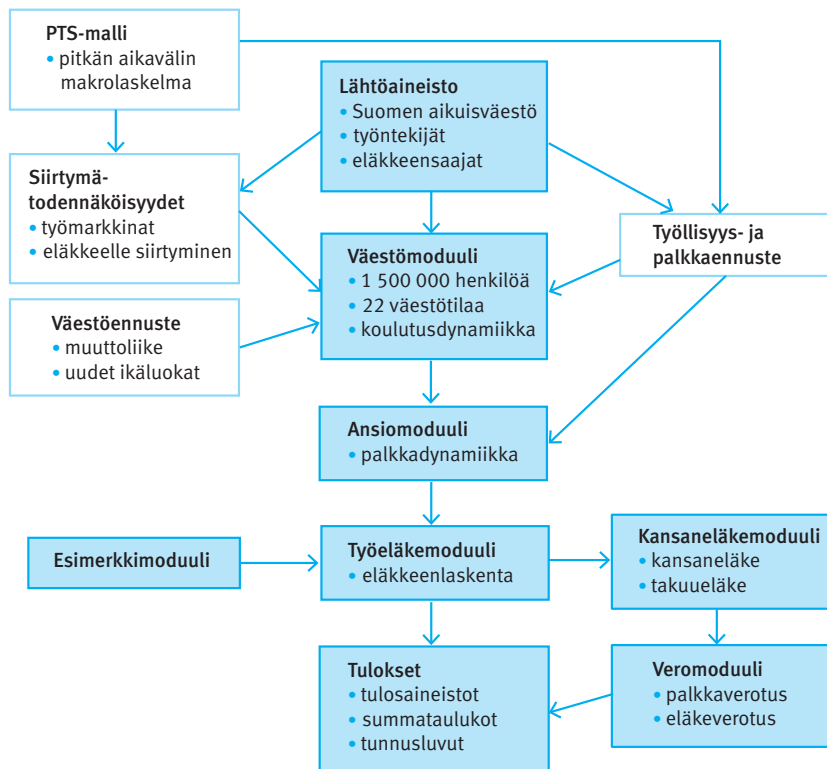 PTS-malli
• pitkän aikavälin
makrolaskelma
Lähtöaineisto
• Suomen aikuisväestö
• työntekijät
• eläkkeensaajat
Siirtymä-
todennäköisyydet
• työmarkkinat
• eläkkeelle siirtyminen
Työllisyys- ja
palkkaennuste
Väestömoduuli
• 1 500 000 henkilöä
• 22 väestötilaa
• koulutusdynamiikka
Väestöennuste
• muuttoliike
• uudet ikäluokat
Ansiomoduuli
• palkkadynamiikka
Esimerkkimoduuli
Työeläkemoduuli
• eläkkeenlaskenta
Kansaneläkemoduuli
• kansaneläke
• takuueläke
Tulokset
• tulosaineistot
• summataulukot
• tunnusluvut
Veromoduuli
• palkkaverotus
• eläkeverotus